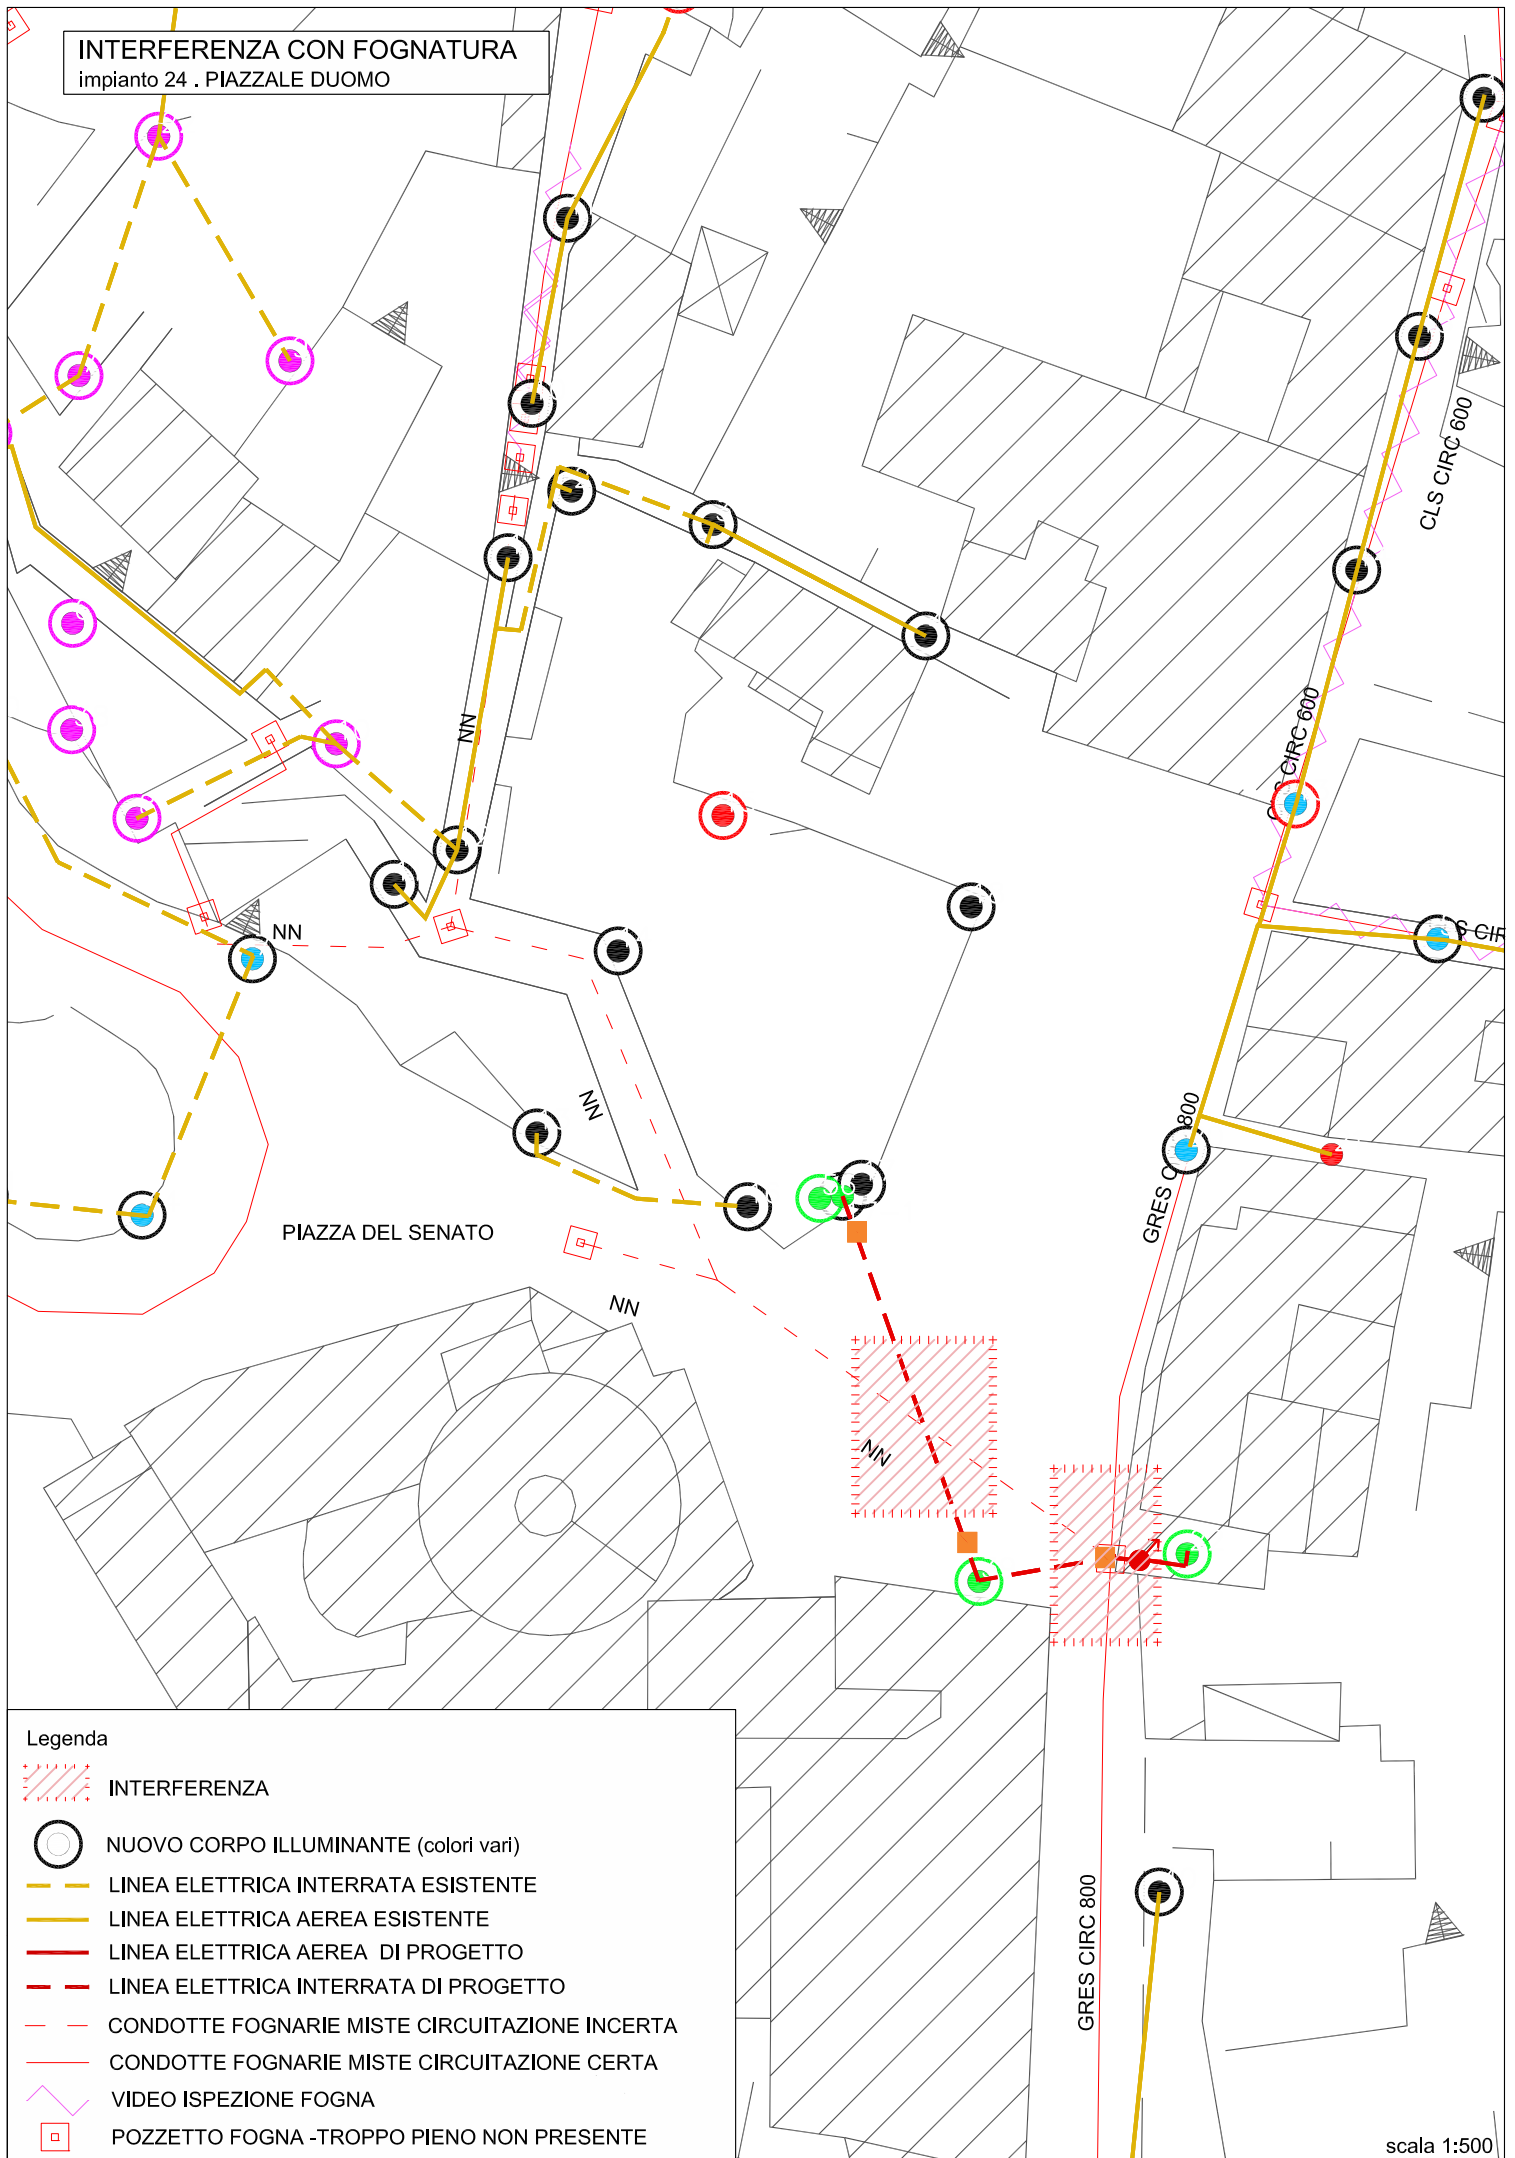 INTERFERENZA CON FOGNATURA
impianto 24 . PIAZZALE DUOMO
CLS CIRC 600
CIRC 600
NN
NN
S CIR
NN
800
GRES C
PIAZZA DEL SENATO
NN
NN
GRES CIRC 800
Legenda
INTERFERENZA
NUOVO CORPO ILLUMINANTE (colori vari)
LINEA ELETTRICA INTERRATA ESISTENTE
LINEA ELETTRICA AEREA ESISTENTE
LINEA ELETTRICA AEREA DI PROGETTO
LINEA ELETTRICA INTERRATA DI PROGETTO
CONDOTTE FOGNARIE MISTE CIRCUITAZIONE INCERTA
CONDOTTE FOGNARIE MISTE CIRCUITAZIONE CERTA
VIDEO ISPEZIONE FOGNA
POZZETTO FOGNA -TROPPO PIENO NON PRESENTE
scala 1:500